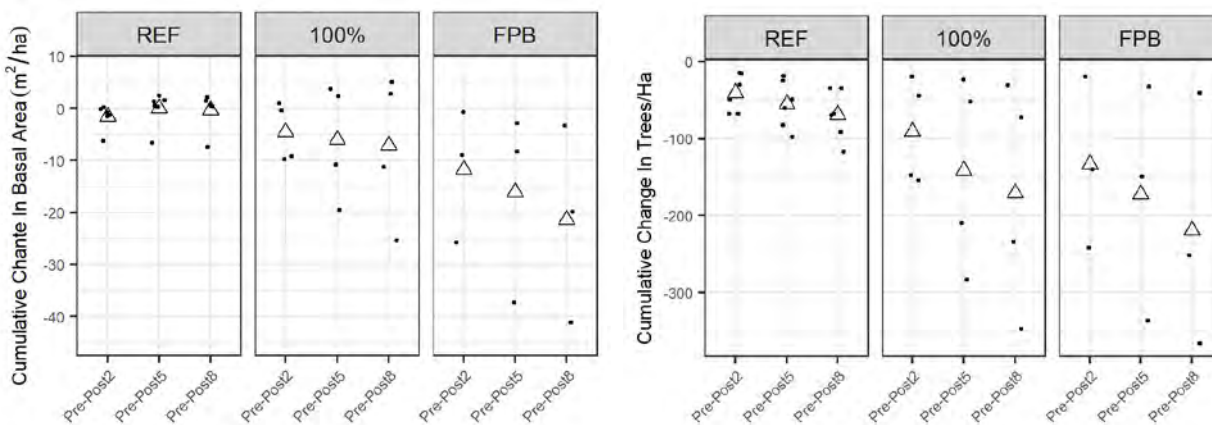 Cumulative Chante In Basal Area (m²/ha)
REF 100% FPB
10
0
-10
-20
-30
-40
Pre-Post2 Pre-Post5 Pre-Post8 Pre-Post2 Pre-Post5 Pre-Post8 Pre-Post2 Pre-Post5 Pre-Post8
Cumulative Change In Trees/Ha
REF 100% FPB
0
-100
-200
-300
Pre-Post2 Pre-Post5 Pre-Post8 Pre-Post2 Pre-Post5 Pre-Post8 Pre-Post2 Pre-Post5 Pre-Post8